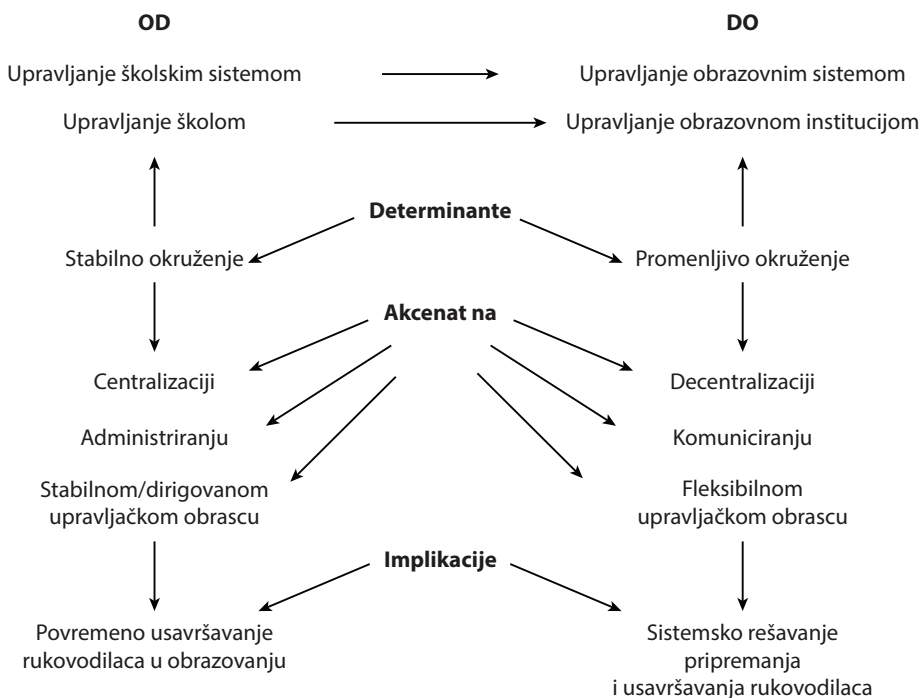 OD DO
Upravljanje školskim sistemom Upravljanje obrazovnim sistemom
Upravljanje školom Upravljanje obrazovnom institucijom
Determinante
Stabilno okruženje Promenljivo okruženje
Akcenat na
Centralizaciji Decentralizaciji
Administriranju Komuniciranju
Stabilnom/dirigovanom
upravljačkom obrascu
Fleksibilnom
upravljačkom obrascu
Implikacije
Povremeno usavršavanje
rukovodilaca u obrazovanju
Sistemsko rešavanje
pripremanja
i usavršavanja rukovodilaca